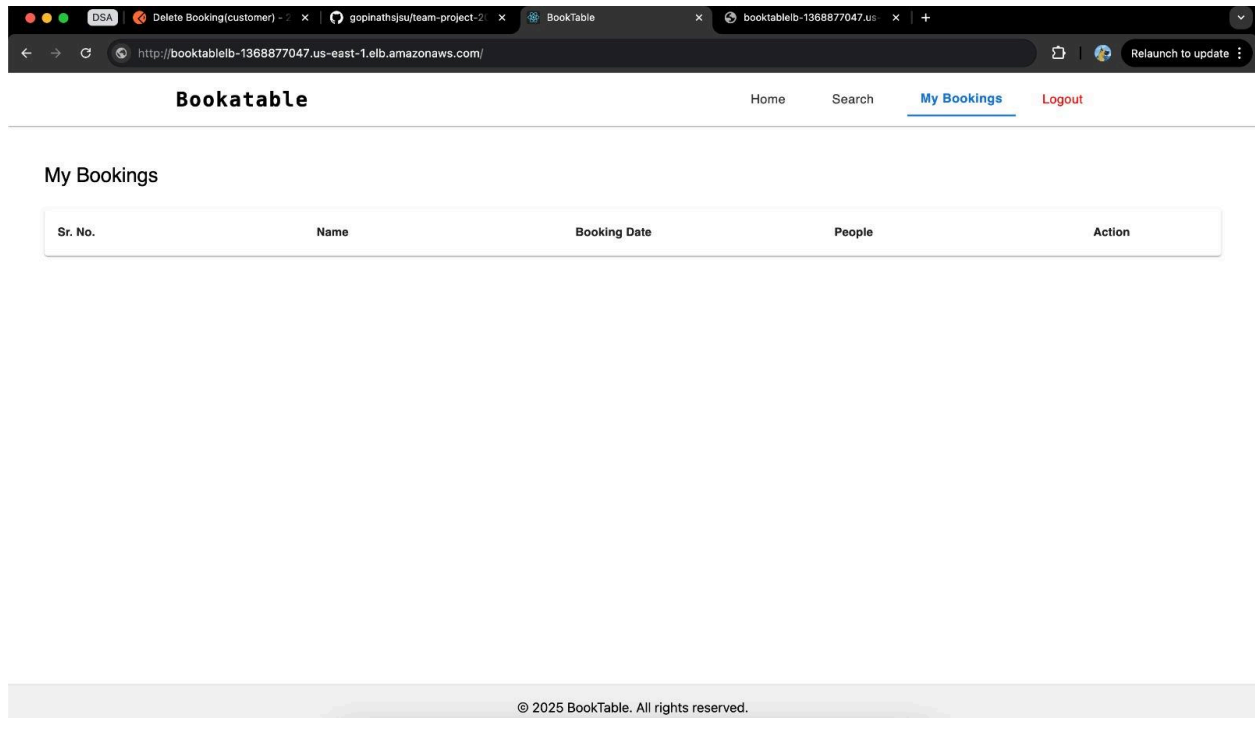 DSA Delete Booking(customer) - 2 gopinathsjsu/team-project-20 BookTable booktablelb-1368877047.us-
http://booktablelb-1368877047.us-east-1.elb.amazonaws.com/ Relaunch to update
Bookatable Home Search My Bookings Logout
My Bookings
Sr. No. Name Booking Date People Action
© 2025 BookTable. All rights reserved.